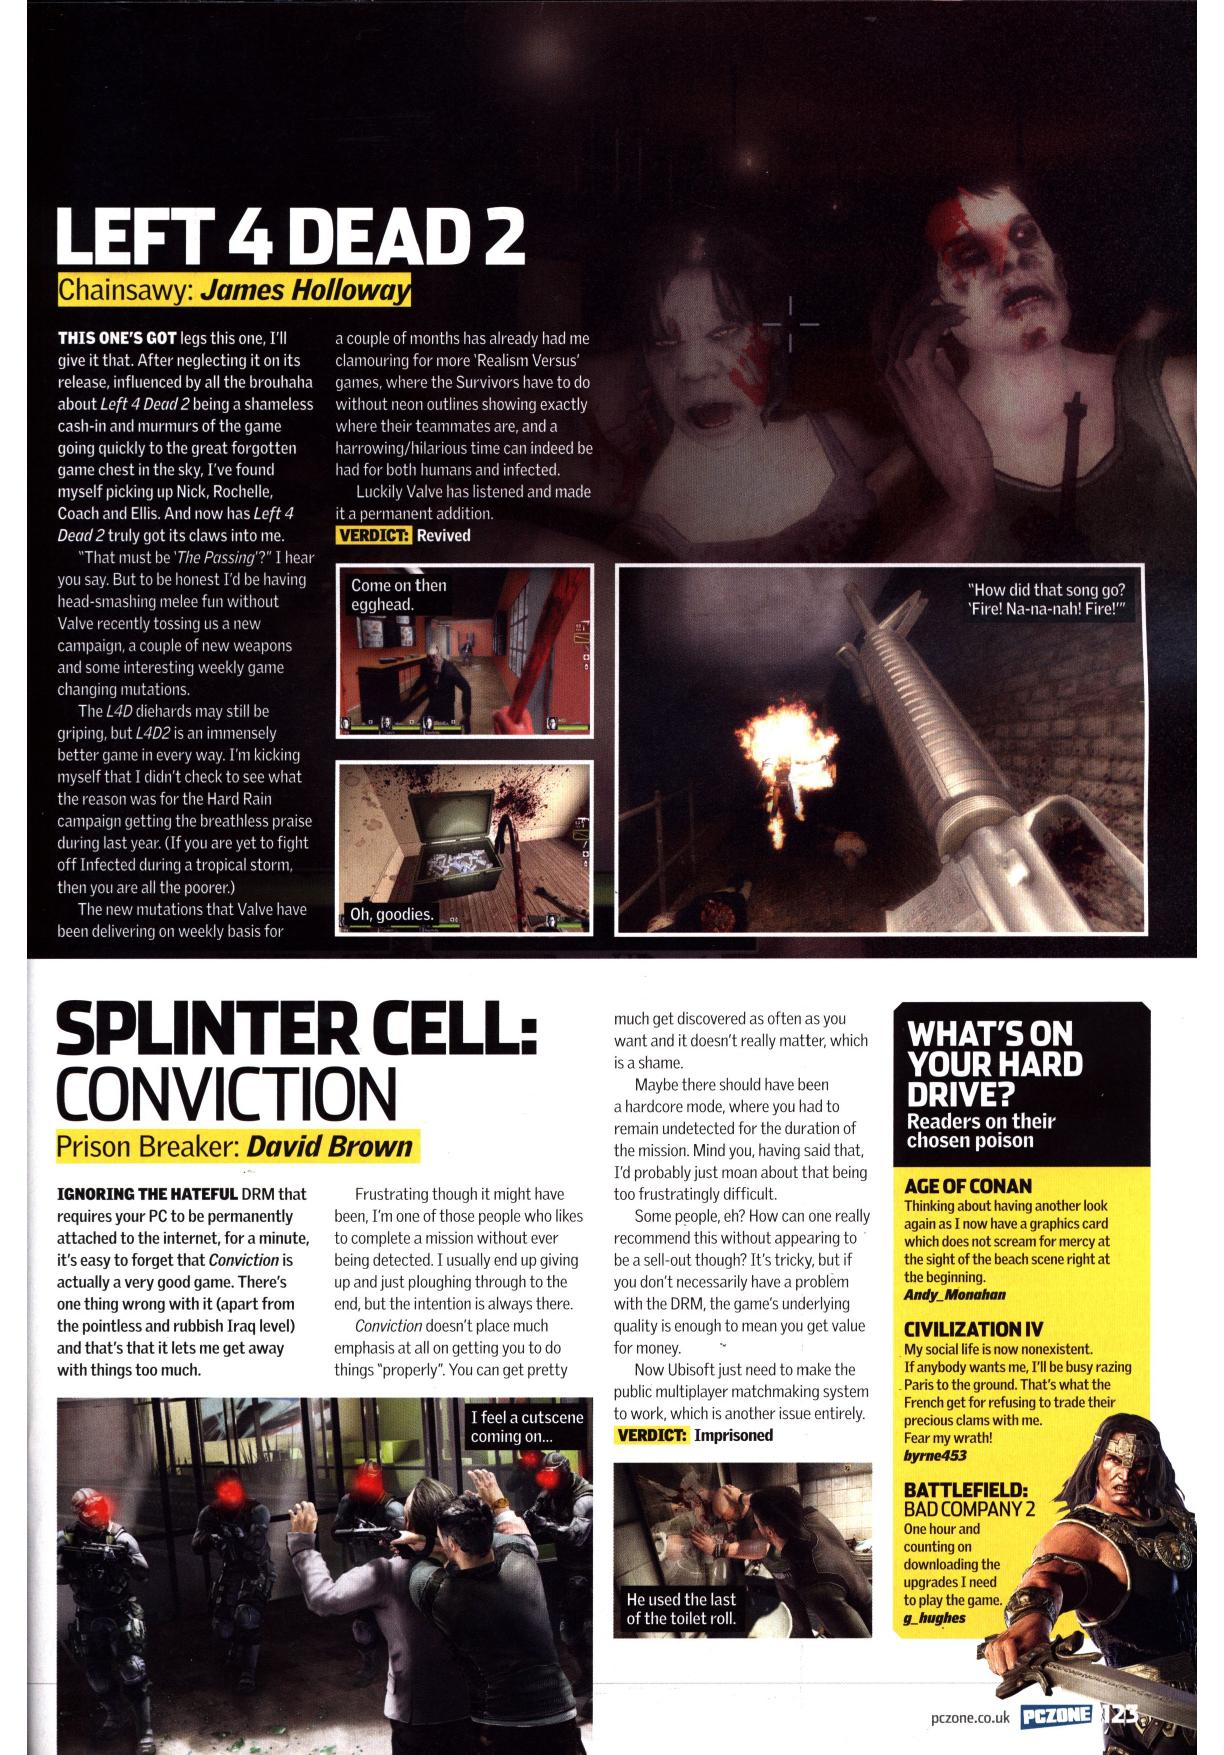 LEFT 4 DEAD 2
Chainsawy: James Holloway
THIS ONE'S GOT legs this one, I'll
give it that. After neglecting it on its
release, influenced by all the brouhaha
about Left 4 Dead 2 being a shameless
cash-in and murmurs of the game
going quickly to the great forgotten
game chest in the sky, I've found
myself picking up Nick, Rochelle,
Coach and Ellis. And now has Left 4
Dead 2 truly got its claws into me.
"That must be 'The Passing'?" I hear
you say. But to be honest I'd be having
head-smashing melee fun without
Valve recently tossing us a new
campaign, a couple of new weapons
and some interesting weekly game
changing mutations.
The L4D diehards may still be
griping, but L4D2 is an immensely
better game in every way. I'm kicking
myself that I didn't check to see what
the reason was for the Hard Rain
campaign getting the breathless praise
during last year. (If you are yet to fight
off Infected during a tropical storm,
then you are all the poorer.)
The new mutations that Valve have
been delivering on weekly basis for
a couple of months has already had me
clamouring for more 'Realism Versus'
games, where the Survivors have to do
without neon outlines showing exactly
where their teammates are, and a
harrowing/hilarious time can indeed be
had for both humans and infected.
Luckily Valve has listened and made
it a permanent addition.
VERDICT: Revived
Come on then
egghead.
Oh, goodies.
"How did that song go?
'Fire! Na-na-nah! Fire!'"
SPLINTER CELL:
CONVICTION
Prison Breaker: David Brown
IGNORING THE HATEFUL DRM that
requires your PC to be permanently
attached to the internet, for a minute,
it's easy to forget that Conviction is
actually a very good game. There's
one thing wrong with it (apart from
the pointless and rubbish Iraq level)
and that's that it lets me get away
with things too much.
Frustrating though it might have
been, I'm one of those people who likes
to complete a mission without ever
being detected. I usually end up giving
up and just ploughing through to the
end, but the intention is always there.
Conviction doesn't place much
emphasis at all on getting you to do
things "properly". You can get pretty
much get discovered as often as you
want and it doesn't really matter, which
is a shame.
Maybe there should have been
a hardcore mode, where you had to
remain undetected for the duration of
the mission. Mind you, having said that,
I'd probably just moan about that being
too frustratingly difficult.
Some people, eh? How can one really
recommend this without appearing to
be a sell-out though? It's tricky, but if
you don't necessarily have a problem
with the DRM, the game's underlying
quality is enough to mean you get value
for money.
Now Ubisoft just need to make the
public multiplayer matchmaking system
to work, which is another issue entirely.
VERDICT: Imprisoned
I feel a cutscene
coming on...
He used the last
of the toilet roll.
WHAT'S ON
YOUR HARD
DRIVE?
Readers on their
chosen poison
AGE OF CONAN
Thinking about having another look
again as I now have a graphics card
which does not scream for mercy at
the sight of the beach scene right at
the beginning.
Andy_Monahan
CIVILIZATION IV
My social life is now nonexistent.
If anybody wants me, I'll be busy razing
Paris to the ground. That's what the
French get for refusing to trade their
precious clams with me.
Fear my wrath!
byrne453
BATTLEFIELD:
BAD COMPANY 2
One hour and
counting on
downloading the
upgrades I need
to play the game.
g_hughes
pczone.co.uk PCZONE 123